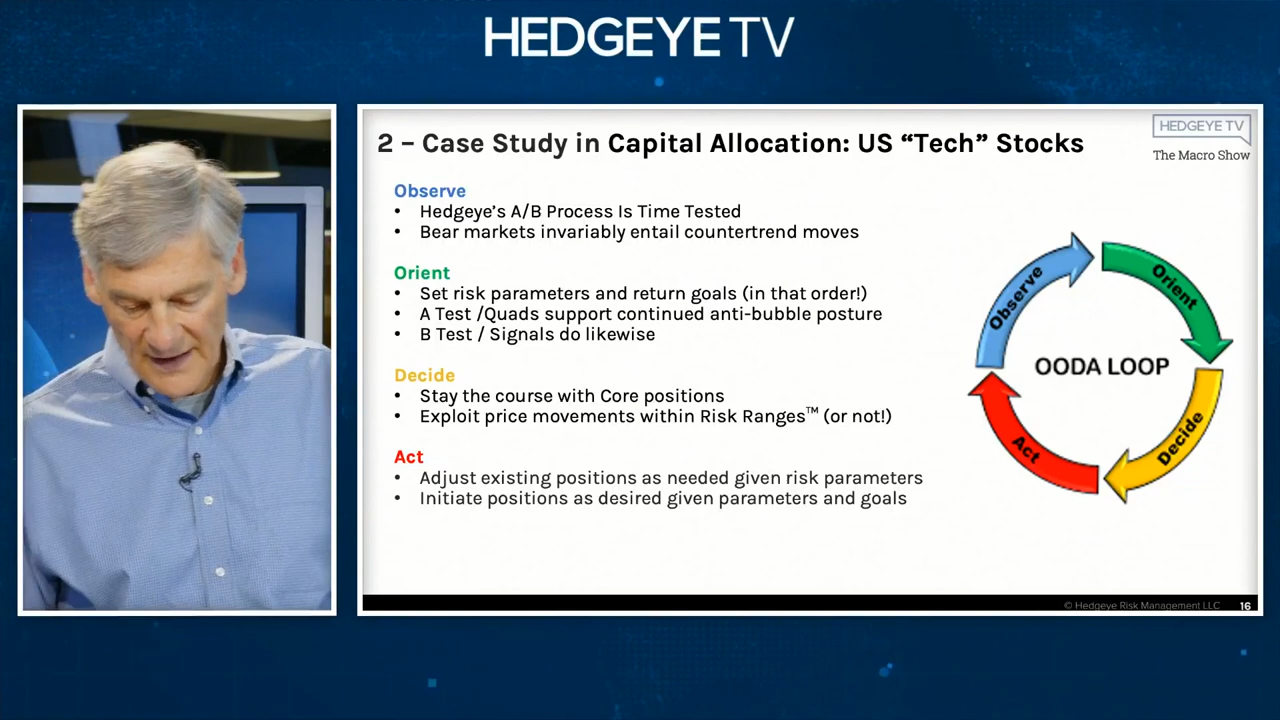 HEDGEYE TV
2 – Case Study in Capital Allocation: US “Tech” Stocks
HEDGEYE TV
The Macro Show
Observe
• Hedgeye’s A/B Process Is Time Tested
• Bear markets invariably entail countertrend moves
Orient
• Set risk parameters and return goals (in that order!)
• A Test /Quads support continued anti-bubble posture
• B Test / Signals do likewise
Decide
• Stay the course with Core positions
• Exploit price movements within Risk Ranges™ (or not!)
Act
• Adjust existing positions as needed given risk parameters
• Initiate positions as desired given parameters and goals
Observe
Orient
OODA LOOP
Act
Decide
© Hedgeye Risk Management LLC 16